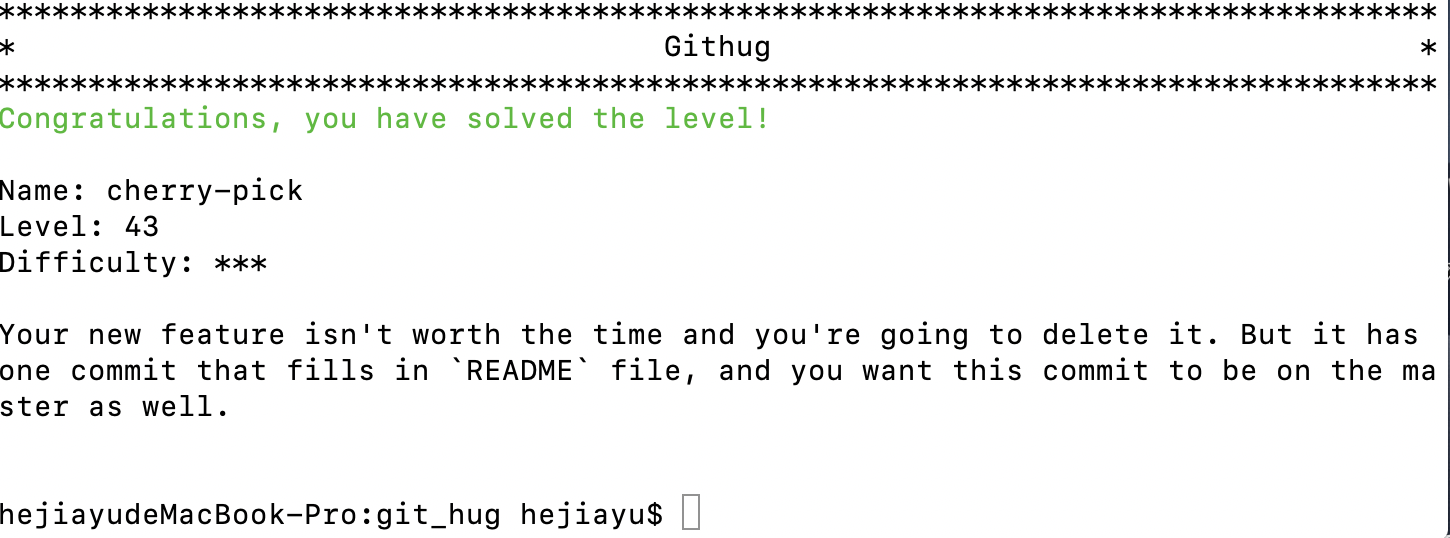 ********************************************************************************
*                                    Githug                                    *
********************************************************************************
Congratulations, you have solved the level!
Name: cherry-pick
Level: 43
Difficulty: ***
Your new feature isn't worth the time and you're going to delete it. But it has
one commit that fills in `README` file, and you want this commit to be on the ma
ster as well.
hejiayudeMacBook-Pro:git_hug hejiayu$